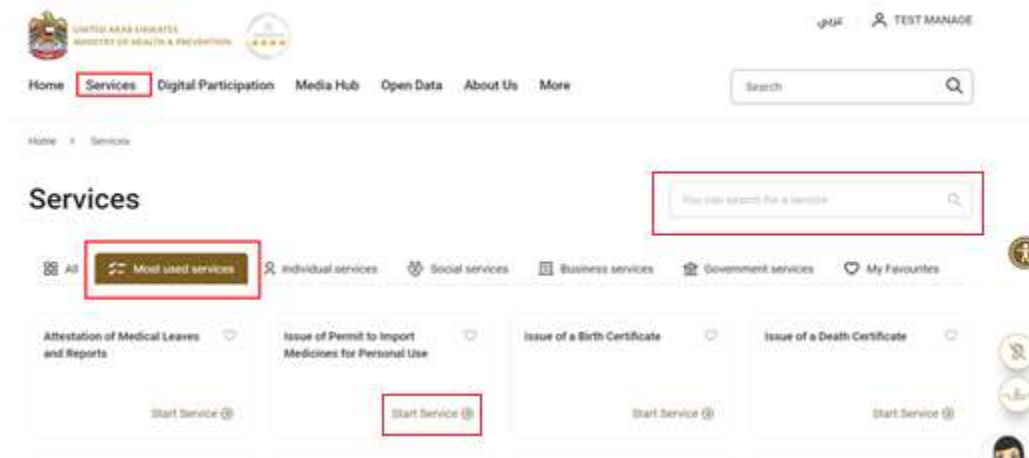 UNITED ARAB EMIRATES
MINISTRY OF HEALTH & PREVENTION
عربي
TEST MANAGE
Home Services Digital Participation Media Hub Open Data About Us More
Search
Home > Services
Services
You can search for a service
All Most used services Individual services Social services Business services Government services My Favourites
Attestation of Medical Leaves
and Reports
Issue of Permit to Import
Medicines for Personal Use
Issue of a Birth Certificate
Issue of a Death Certificate
Start Service Start Service Start Service Start Service